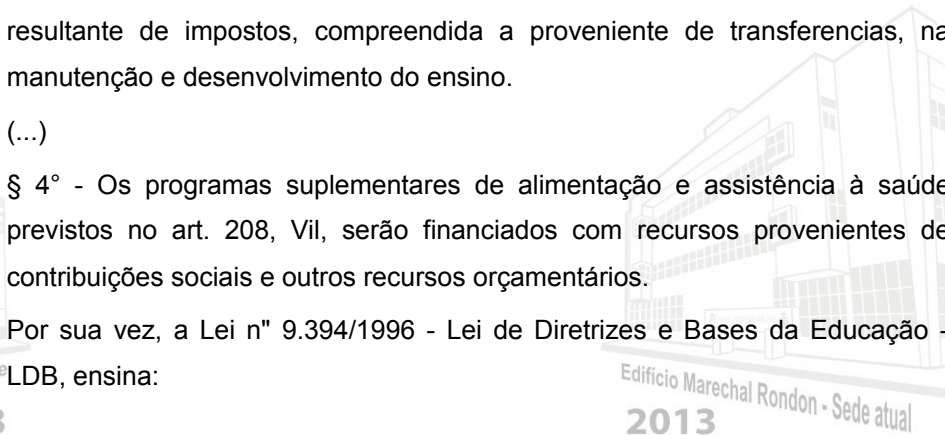 resultante de impostos, compreendida a proveniente de transferencias, na
manutenção e desenvolvimento do ensino.
(...)
§ 4° - Os programas suplementares de alimentação e assistência à saúde
previstos no art. 208, Vil, serão financiados com recursos provenientes de
contribuições sociais e outros recursos orçamentários.
Por sua vez, a Lei n" 9.394/1996 - Lei de Diretrizes e Bases da Educação -
LDB, ensina:
Edifício Marechal Rondon - Sede atual
2013